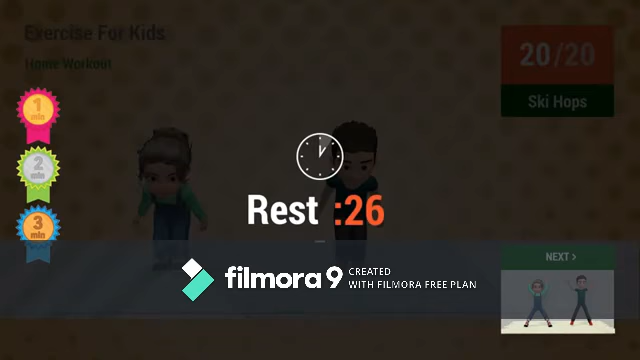 Exercise For Kids
Home Workout
20/20
Ski Hops
1
min
2
min
3
min
Rest :26
filmora 9
CREATED
WITH FILMORA FREE PLAN
NEXT >